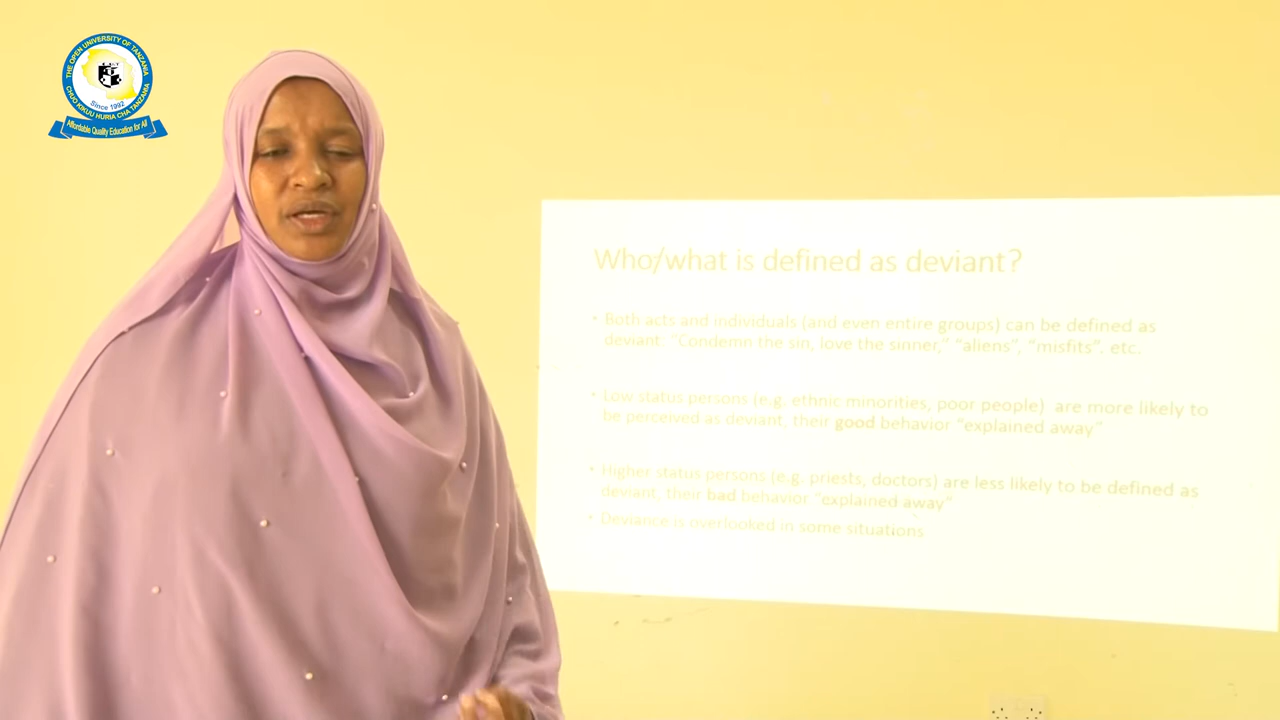 THE OPEN UNIVERSITY OF TANZANIA
CHUO KIKUU HURIA CHA TANZANIA
Since 1992
Affordable Quality Education for All
Who/what is defined as deviant?
• Both acts and individuals (and even entire groups) can be defined as
deviant: "Condemn the sin, love the sinner," "aliens", "misfits", etc.
• Low status persons (e.g. ethnic minorities, poor people) are more likely to
be perceived as deviant, their good behavior "explained away"
• Higher status persons (e.g. priests, doctors) are less likely to be defined as
deviant, their bad behavior "explained away"
• Deviance is overlooked in some situations